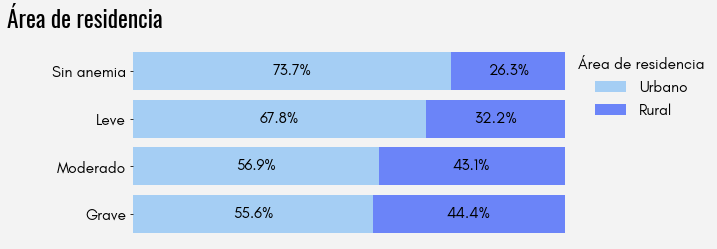 Área de residencia
Sin anemia 73.7% 26.3%
Leve 67.8% 32.2%
Moderado 56.9% 43.1%
Grave 55.6% 44.4%
Área de residencia
Urbano
Rural